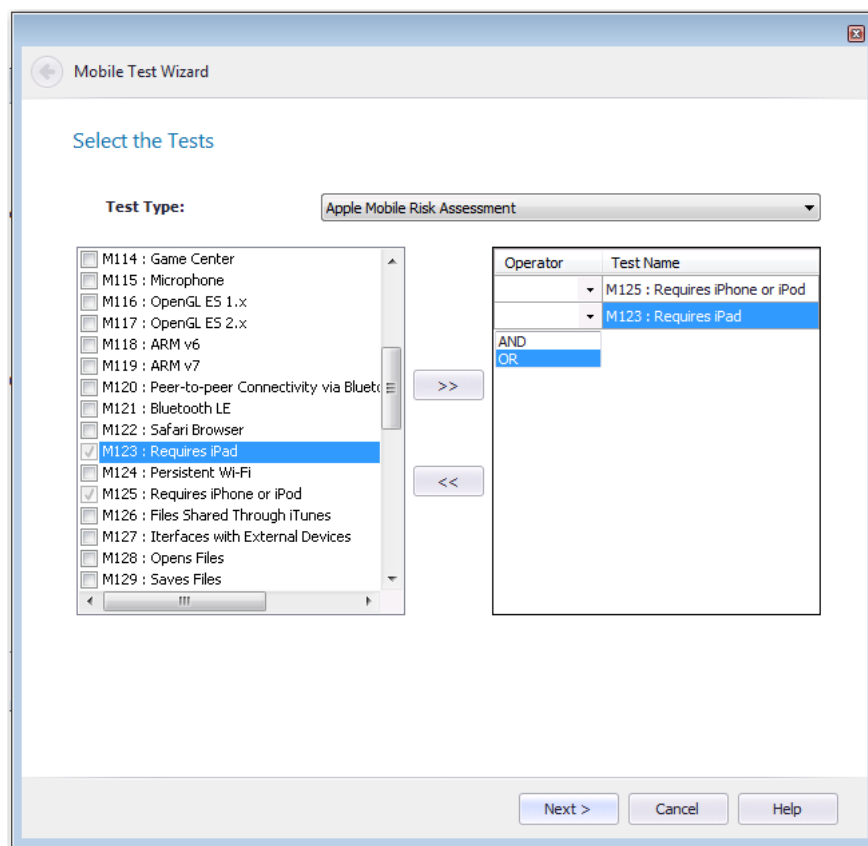 Mobile Test Wizard
Select the Tests
Test Type:
Apple Mobile Risk Assessment
M114 : Game Center
M115 : Microphone
M116 : OpenGL ES 1.x
M117 : OpenGL ES 2.x
M118 : ARM v6
M119 : ARM v7
M120 : Peer-to-peer Connectivity via Blueto
M121 : Bluetooth LE
M122 : Safari Browser
M123 : Requires iPad
M124 : Persistent Wi-Fi
M125 : Requires iPhone or iPod
M126 : Files Shared Through iTunes
M127 : Iterfaces with External Devices
M128 : Opens Files
M129 : Saves Files
>>
<<
Operator Test Name
M125 : Requires iPhone or iPod
M123 : Requires iPad
AND
OR
Next > Cancel Help